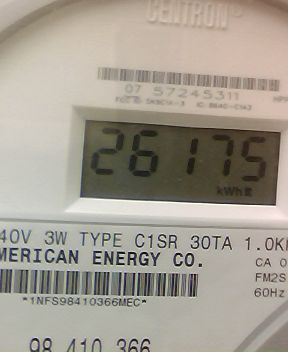 CENTRON
07 57245311
26175
kWh
40V 3W TYPE C1SR 30TA 1.0K
MERICAN ENERGY CO.
CA 0
FM2S
*1NFS98410366MEC*
60Hz
98 410 366